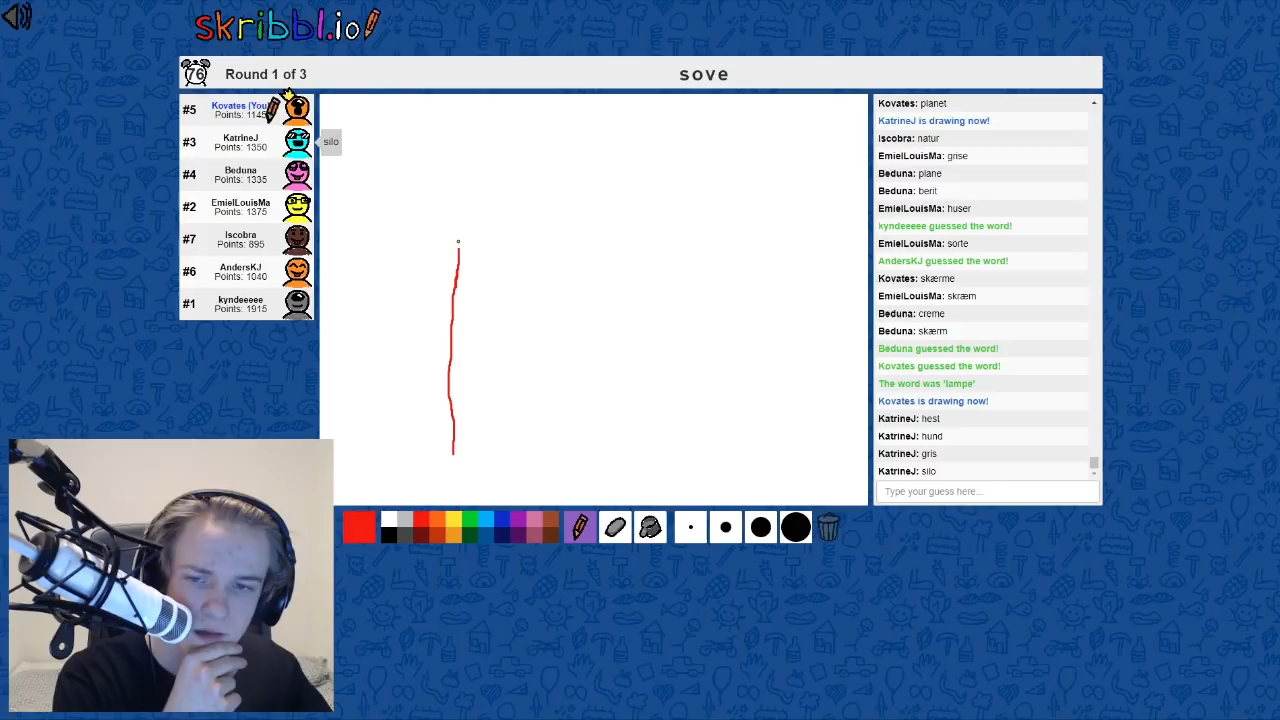 skribbl.io
76
Round 1 of 3
sove
#5
Kovates (You)
Points: 1145
#3
KatrineJ
Points: 1350
silo
#4
Beduna
Points: 1335
#2
EmielLouisMa
Points: 1375
#7
Iscobra
Points: 895
#6
AndersKJ
Points: 1040
#1
kyndeeeee
Points: 1915
Kovates: planet
KatrineJ is drawing now!
Iscobra: natur
EmielLouisMa: grise
Beduna: plane
Beduna: berit
EmielLouisMa: huser
kyndeeeee guessed the word!
EmielLouisMa: sorte
AndersKJ guessed the word!
Kovates: skærme
EmielLouisMa: skræm
Beduna: creme
Beduna: skærm
Beduna guessed the word!
Kovates guessed the word!
The word was 'lampe'
Kovates is drawing now!
KatrineJ: hest
KatrineJ: hund
KatrineJ: gris
KatrineJ: silo
Type your guess here...